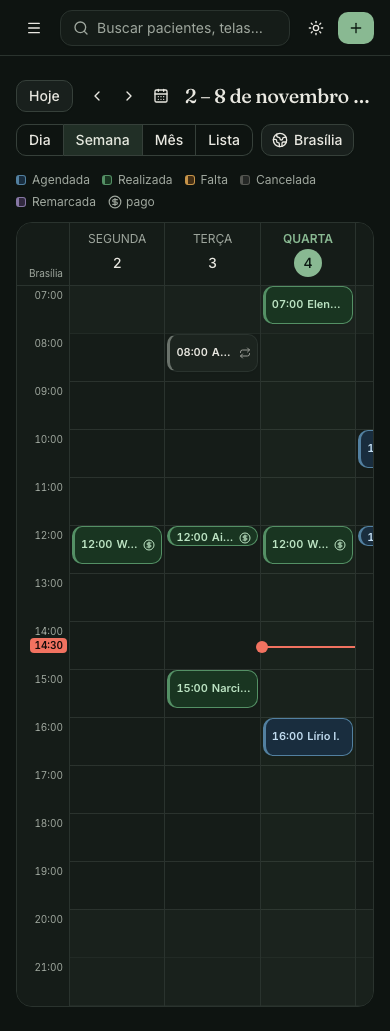 Buscar pacientes, telas...
Hoje
2 – 8 de novembro ...
Dia Semana Mês Lista Brasília
Agendada Realizada Falta Cancelada
Remarcada pago
Brasília SEGUNDA 2 TERÇA 3 QUARTA 4
07:00
07:00 Elen...
08:00
08:00 A...
09:00
10:00
1
11:00
12:00
12:00 W...
12:00 Ai...
12:00 W...
1
13:00
14:00
14:30
15:00
15:00 Narci...
16:00
16:00 Lírio I.
17:00
18:00
19:00
20:00
21:00